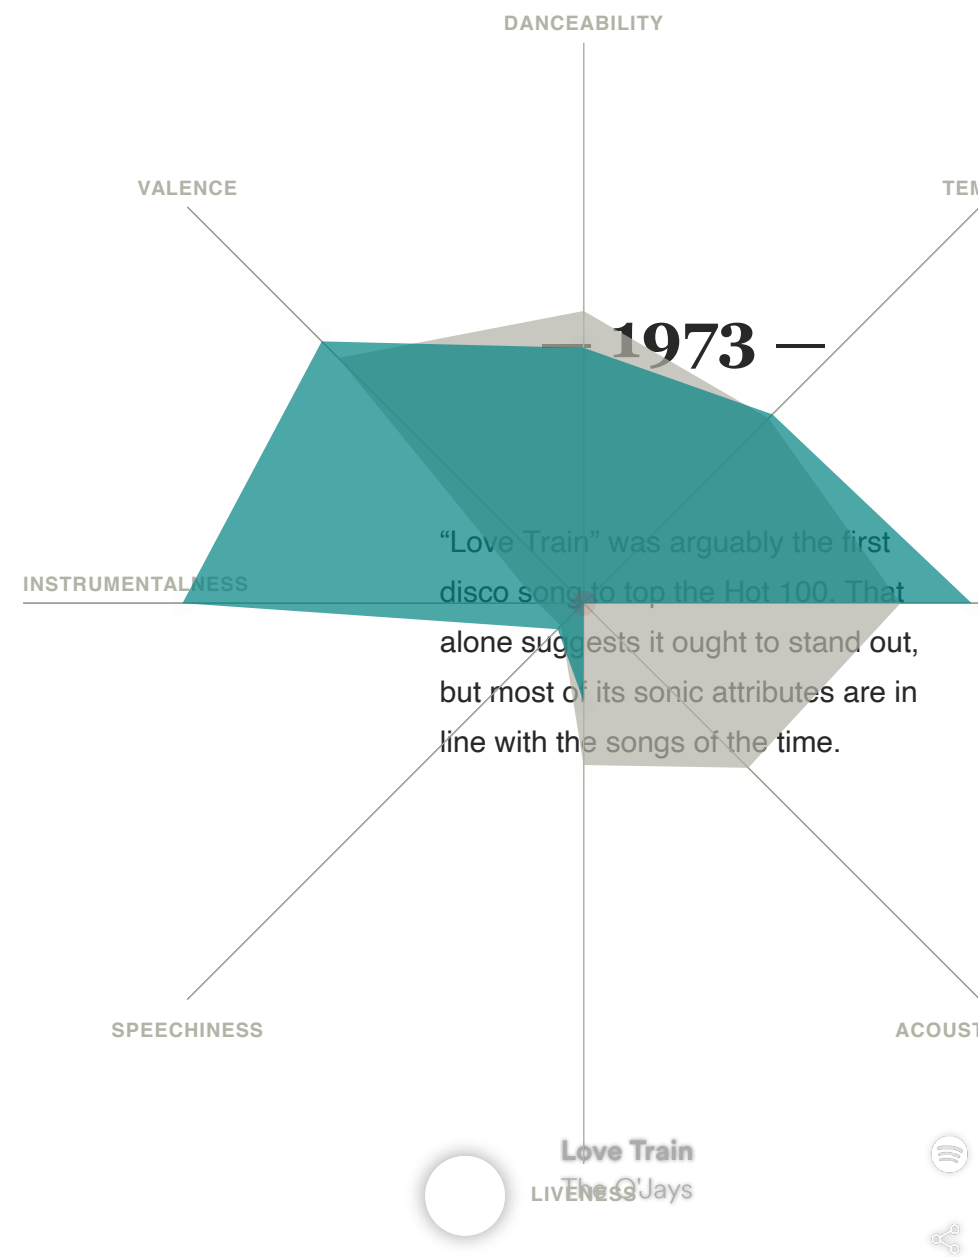 DANCEABILITY
VALENCE
TEM
— 1973 —
“Love Train” was arguably the first
INSTRUMENTALNESS
disco song to top the Hot 100. That
alone suggests it ought to stand out,
but most of its sonic attributes are in
line with the songs of the time.
SPEECHINESS
ACOUST
Love Train
The O'Jays
LIVENESS